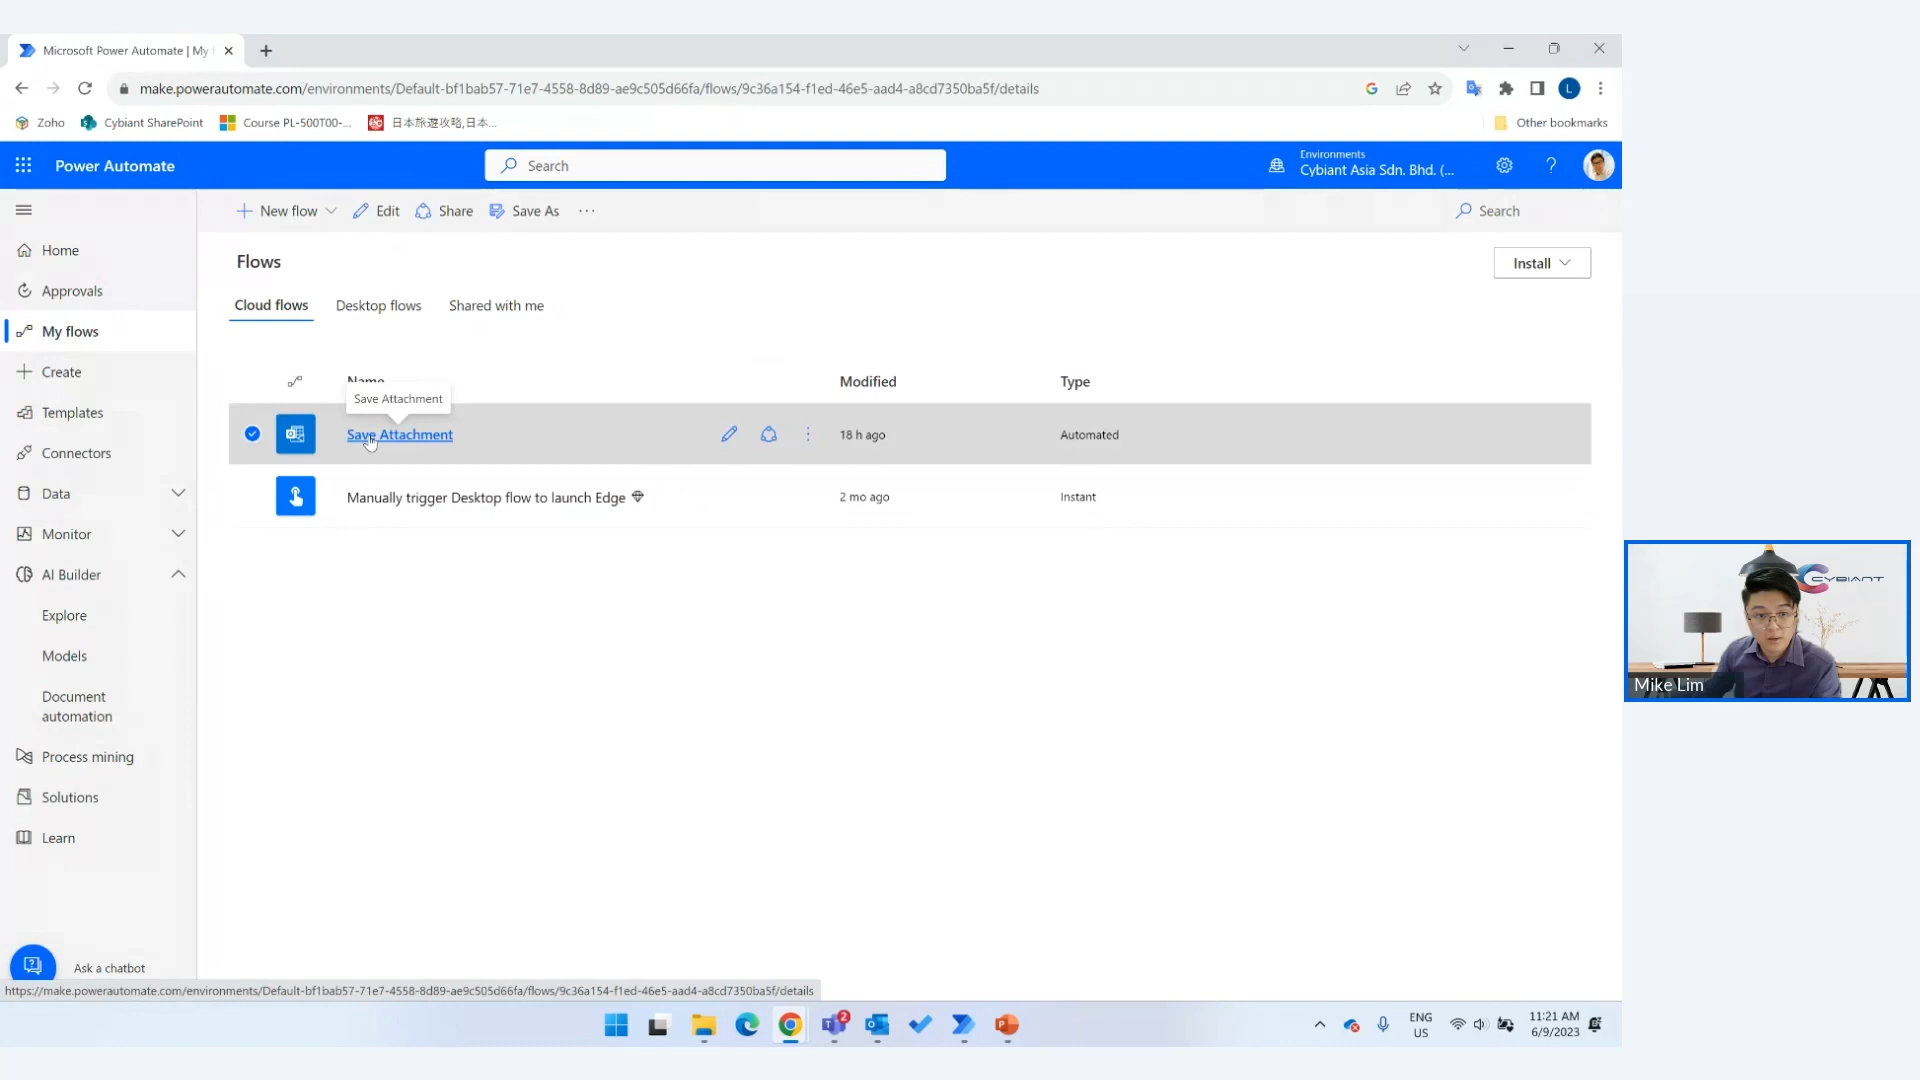 Microsoft Power Automate | My f
make.powerautomate.com/environments/Default-bf1bab57-71e7-4558-8d89-ae9c505d66fa/flows/9c36a154-f1ed-46e5-aad4-a8cd7350ba5f/details
L
Zoho
Cybiant SharePoint
Course PL-500T00-...
日本旅遊攻略,日本...
Other bookmarks
Power Automate
Search
Environments
Cybiant Asia Sdn. Bhd. (...
New flow
Edit
Share
Save As
Search
Home
Approvals
My flows
Create
Templates
Connectors
Data
Monitor
AI Builder
Explore
Models
Document
automation
Process mining
Solutions
Learn
Ask a chatbot
Flows
Install
Cloud flows
Desktop flows
Shared with me
Name
Modified
Type
Save Attachment
Save Attachment
18 h ago
Automated
Manually trigger Desktop flow to launch Edge
2 mo ago
Instant
CYBIANT
Mike Lim
https://make.powerautomate.com/environments/Default-bf1bab57-71e7-4558-8d89-ae9c505d66fa/flows/9c36a154-f1ed-46e5-aad4-a8cd7350ba5f/details
2
ENG
US
11:21 AM
6/9/2023